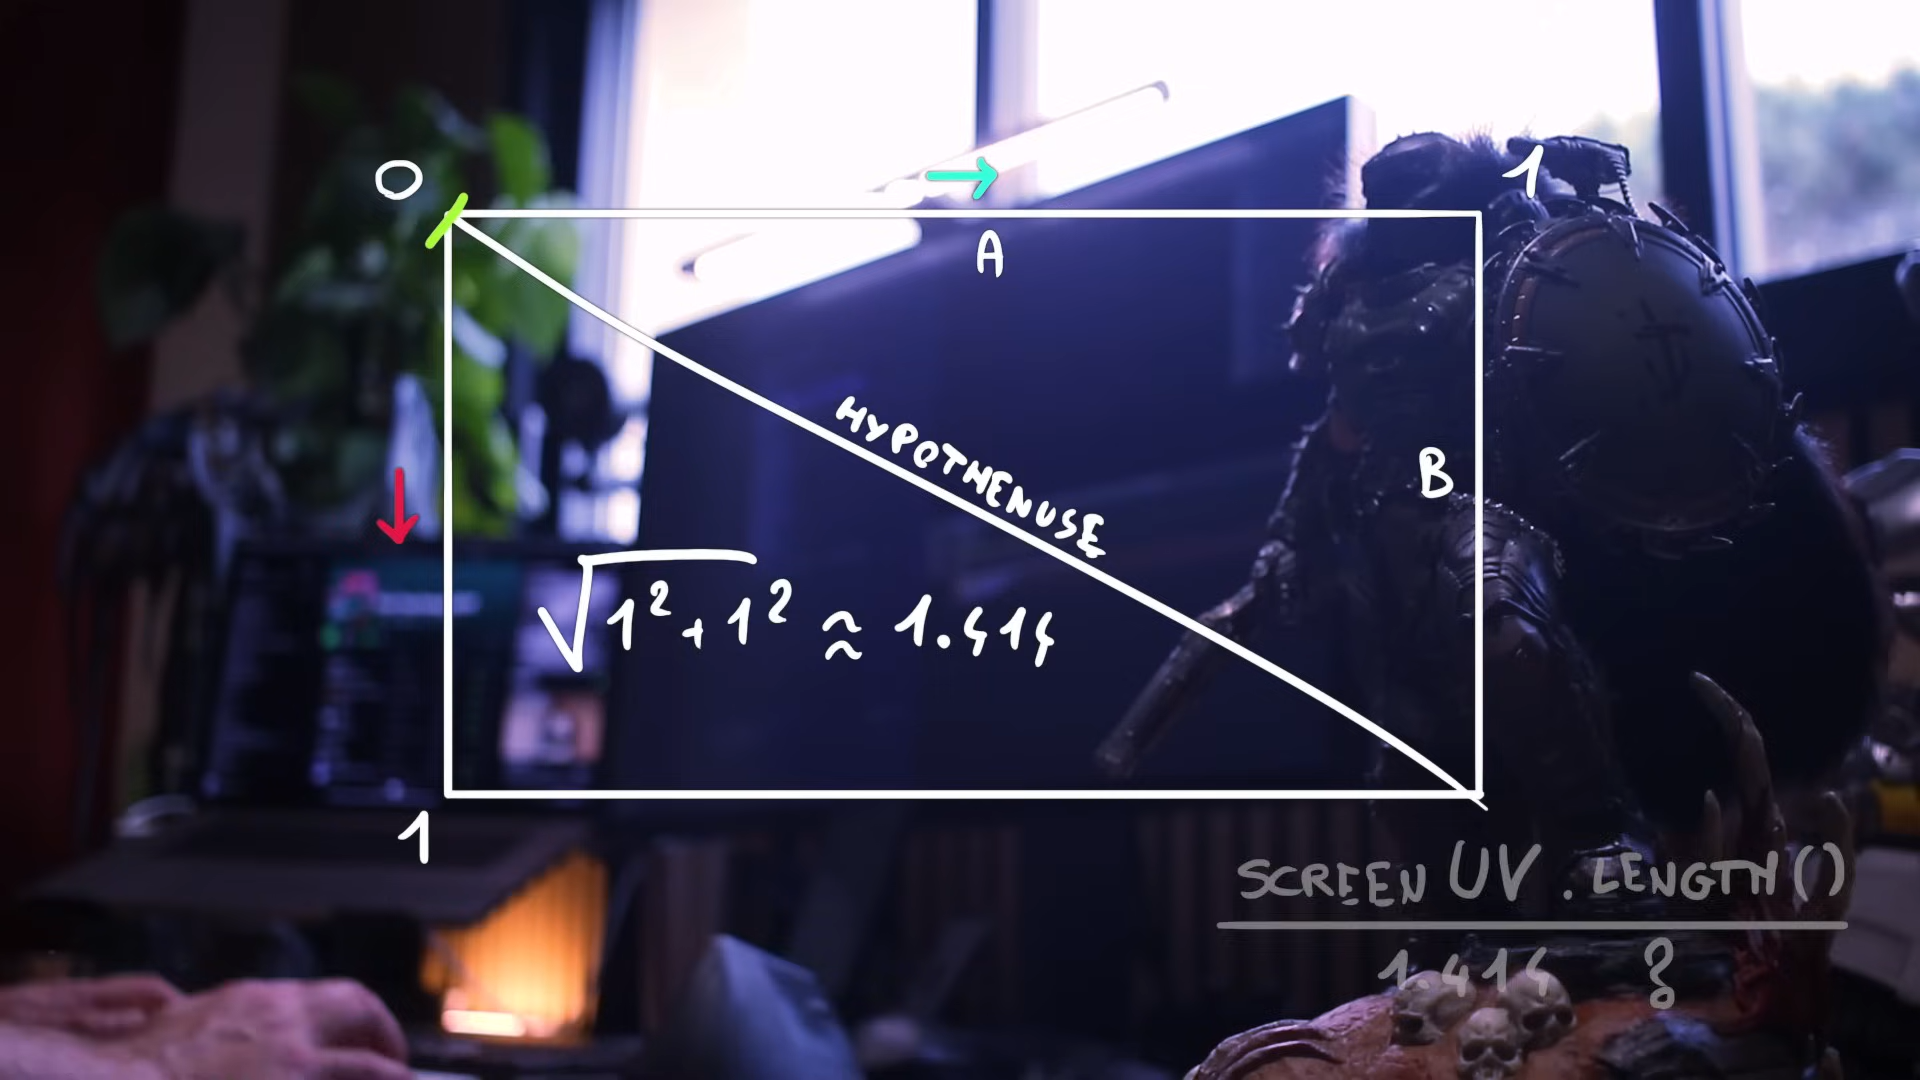 0
1
A
HYPOTHENUSE
B
√1²+1² ≈ 1.414
1
SCREEN UV . LENGTH()
1.414